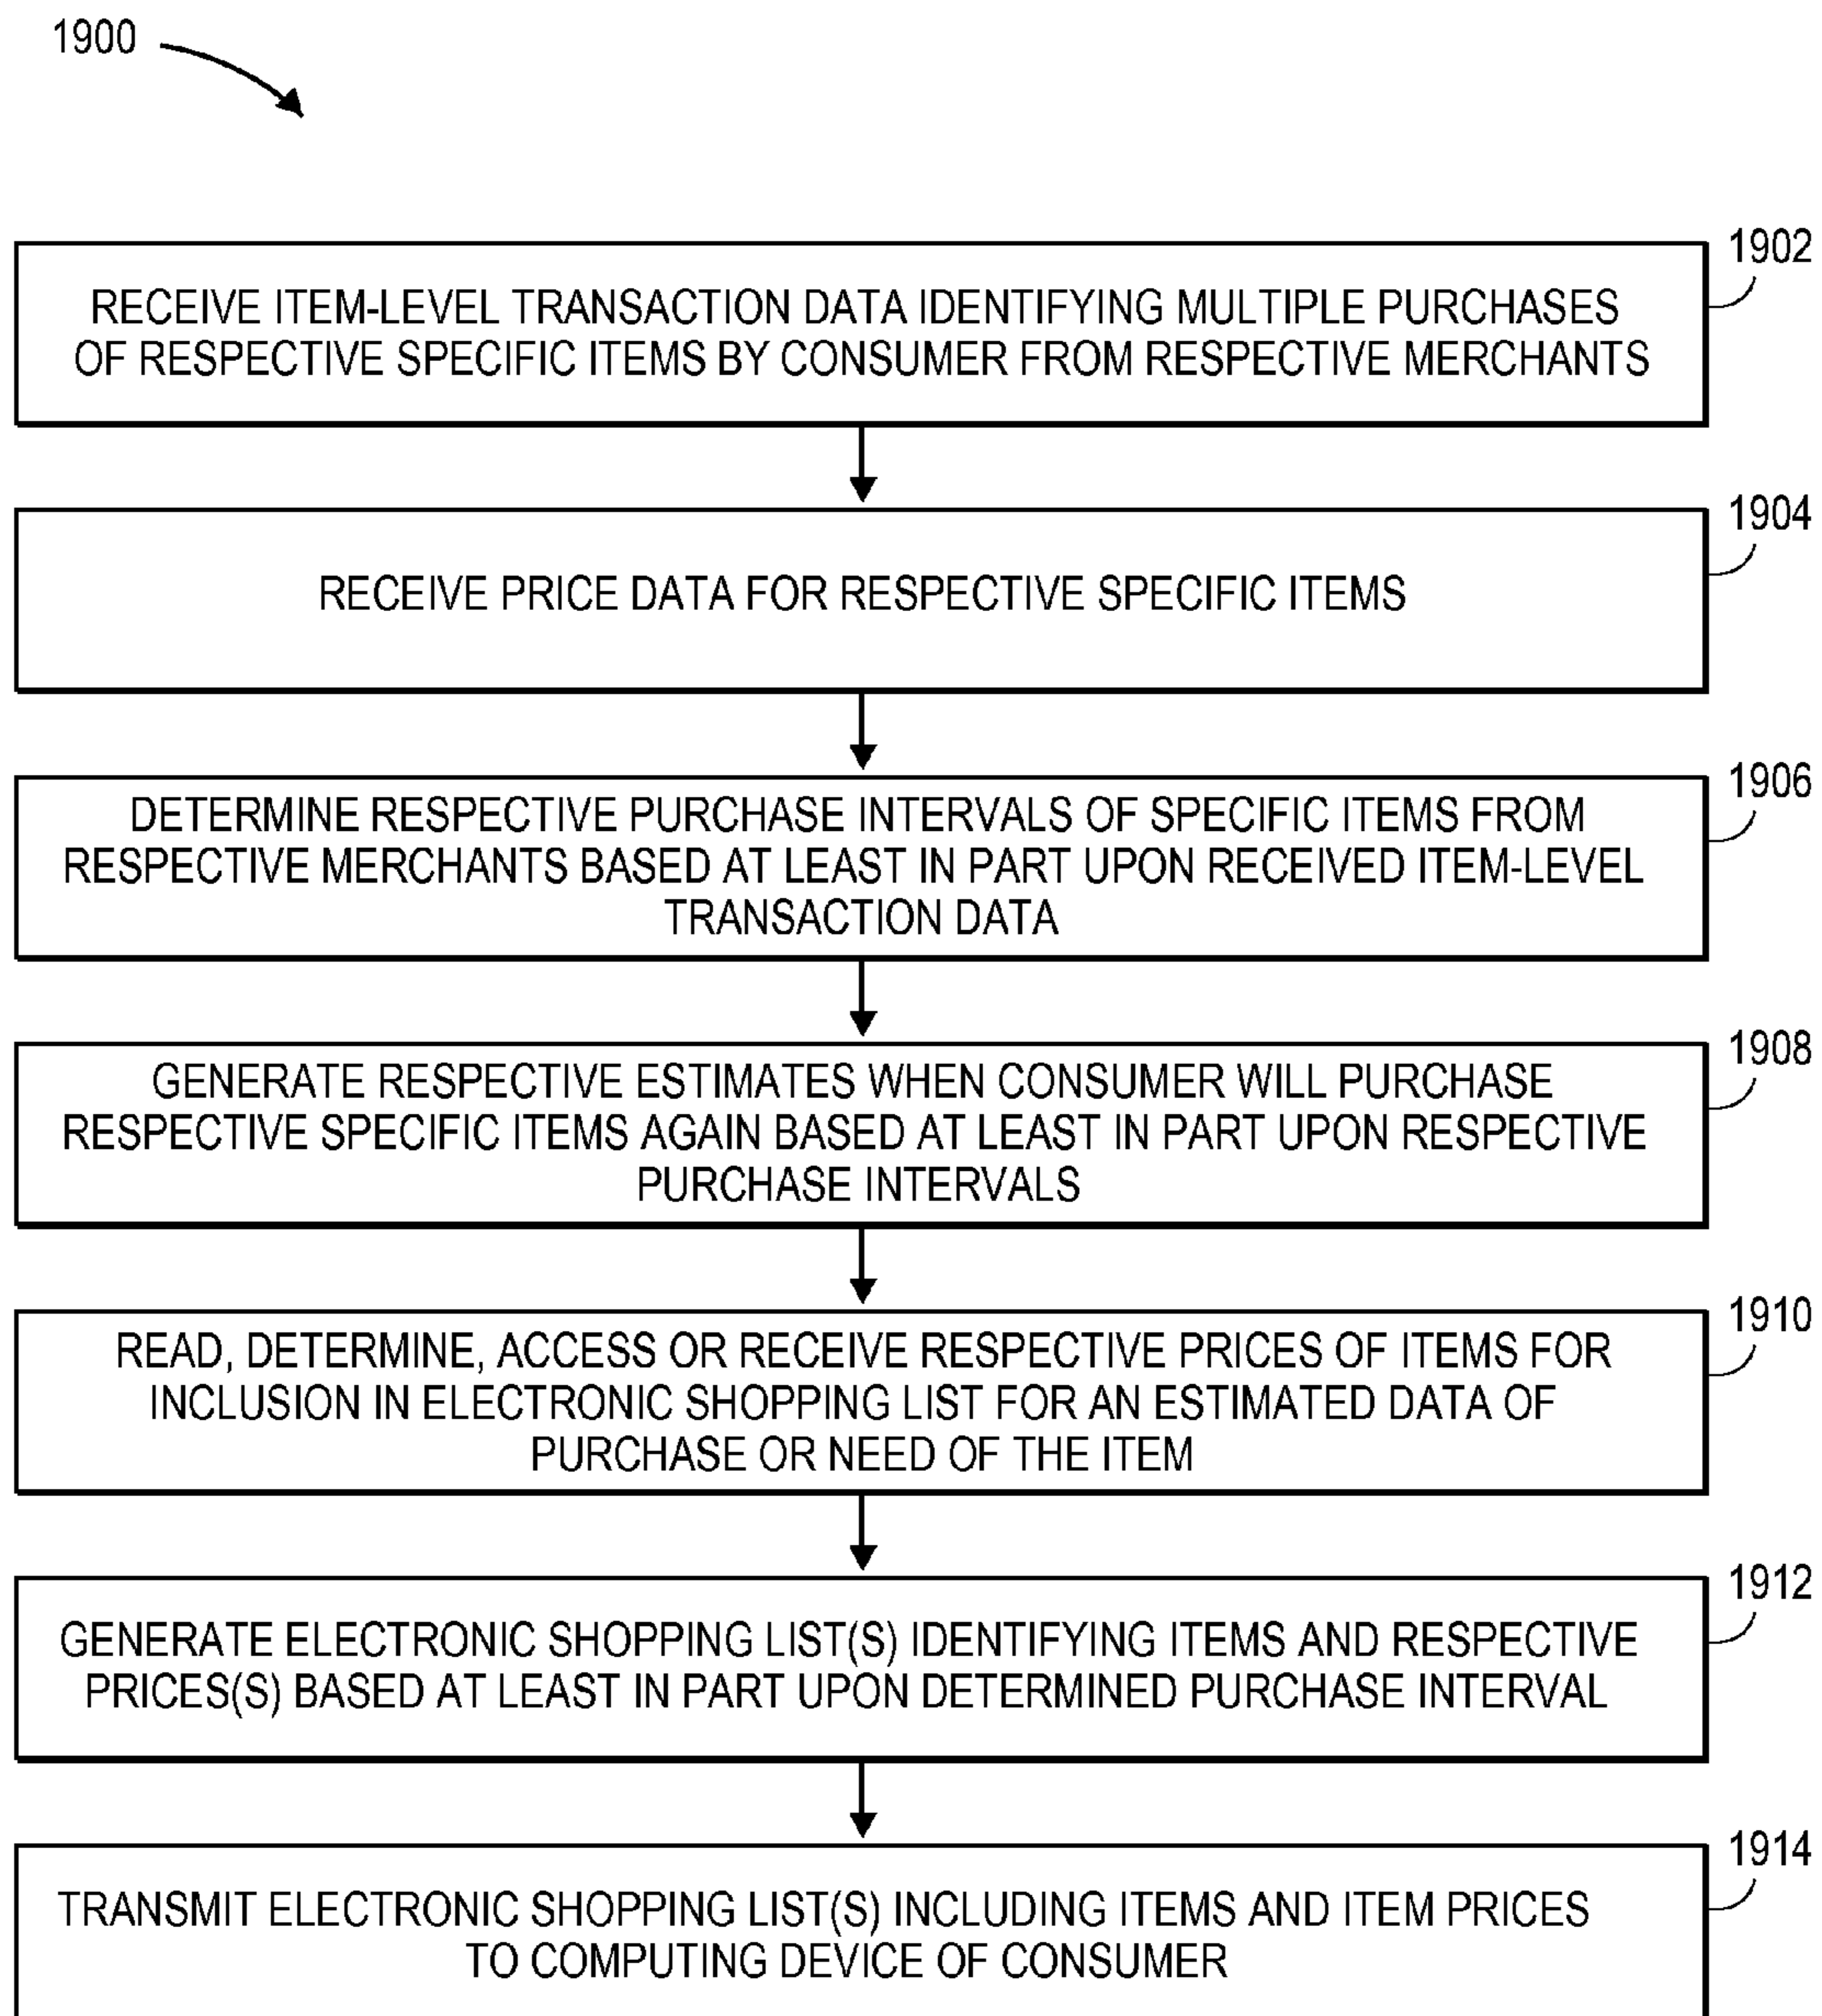 1900
1902
RECEIVE ITEM-LEVEL TRANSACTION DATA IDENTIFYING MULTIPLE PURCHASES
OF RESPECTIVE SPECIFIC ITEMS BY CONSUMER FROM RESPECTIVE MERCHANTS
1904
RECEIVE PRICE DATA FOR RESPECTIVE SPECIFIC ITEMS
1906
DETERMINE RESPECTIVE PURCHASE INTERVALS OF SPECIFIC ITEMS FROM
RESPECTIVE MERCHANTS BASED AT LEAST IN PART UPON RECEIVED ITEM-LEVEL
TRANSACTION DATA
1908
GENERATE RESPECTIVE ESTIMATES WHEN CONSUMER WILL PURCHASE
RESPECTIVE SPECIFIC ITEMS AGAIN BASED AT LEAST IN PART UPON RESPECTIVE
PURCHASE INTERVALS
1910
READ, DETERMINE, ACCESS OR RECEIVE RESPECTIVE PRICES OF ITEMS FOR
INCLUSION IN ELECTRONIC SHOPPING LIST FOR AN ESTIMATED DATA OF
PURCHASE OR NEED OF THE ITEM
1912
GENERATE ELECTRONIC SHOPPING LIST(S) IDENTIFYING ITEMS AND RESPECTIVE
PRICES(S) BASED AT LEAST IN PART UPON DETERMINED PURCHASE INTERVAL
1914
TRANSMIT ELECTRONIC SHOPPING LIST(S) INCLUDING ITEMS AND ITEM PRICES
TO COMPUTING DEVICE OF CONSUMER